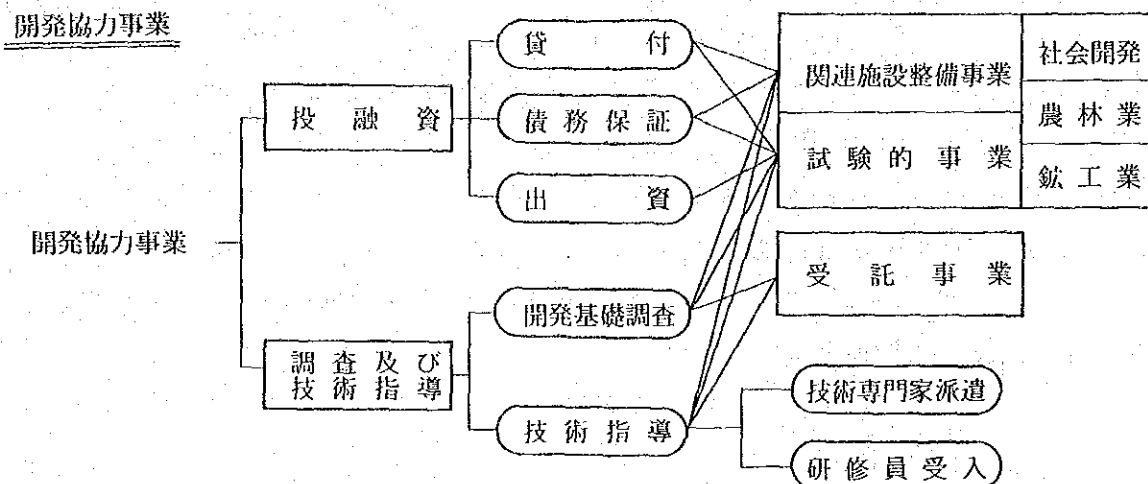 開発協力事業
貸付
関連施設整備事業
社会開発
投融資
債務保証
農林業
試験的事業
鉱工業
出資
開発協力事業
受託事業
開発基礎調査
調査及び
技術指導
技術専門家派遣
技術指導
研修員受入